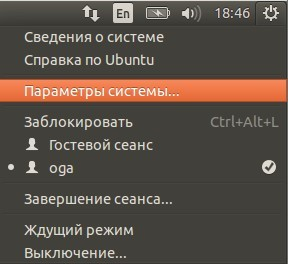 En 18:46
Сведения о системе
Справка по Ubuntu
Параметры системы...
Заблокировать Ctrl+Alt+L
Гостевой сеанс
oga
Завершение сеанса...
Ждущий режим
Выключение...